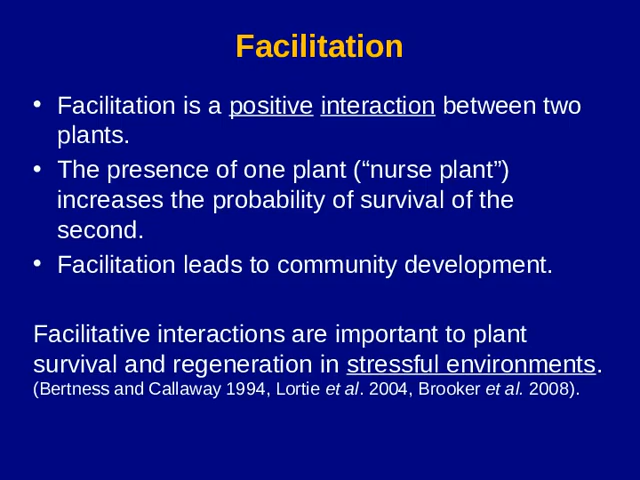 Facilitation
• Facilitation is a positive interaction between two
plants.
• The presence of one plant (“nurse plant”)
increases the probability of survival of the
second.
• Facilitation leads to community development.
Facilitative interactions are important to plant
survival and regeneration in stressful environments.
(Bertness and Callaway 1994, Lortie et al. 2004, Brooker et al. 2008).